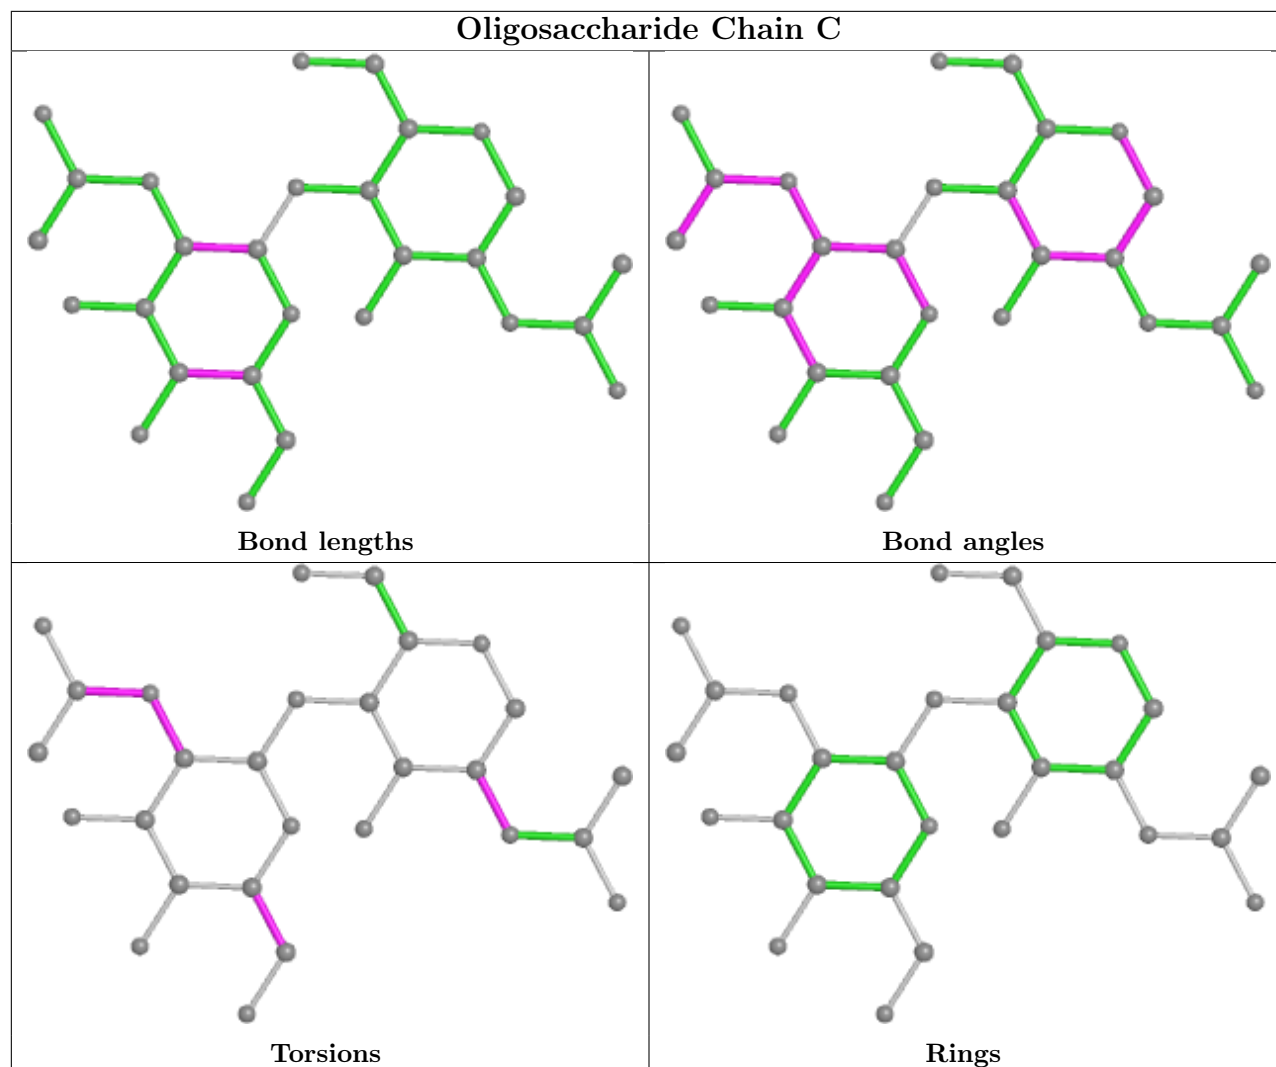 Oligosaccharide Chain C
Bond lengths
Bond angles
Torsions
Rings